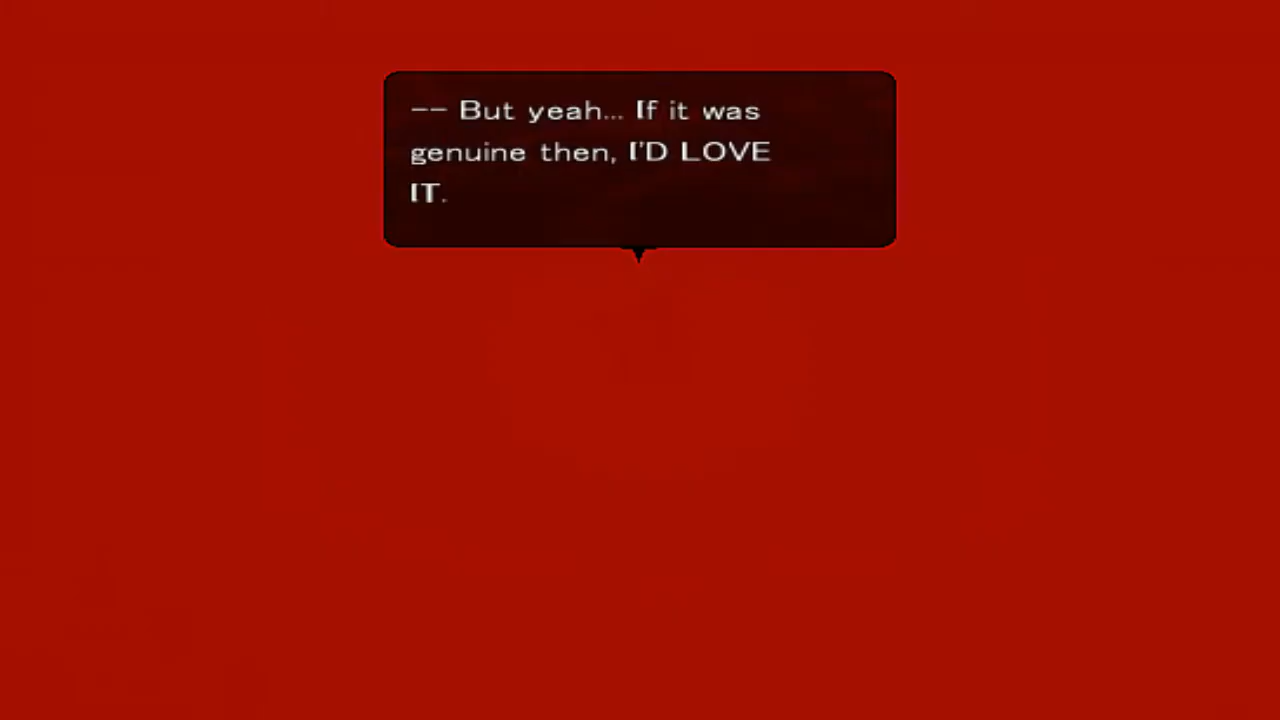 -- But yeah... If it was
genuine then, I'D LOVE
IT.